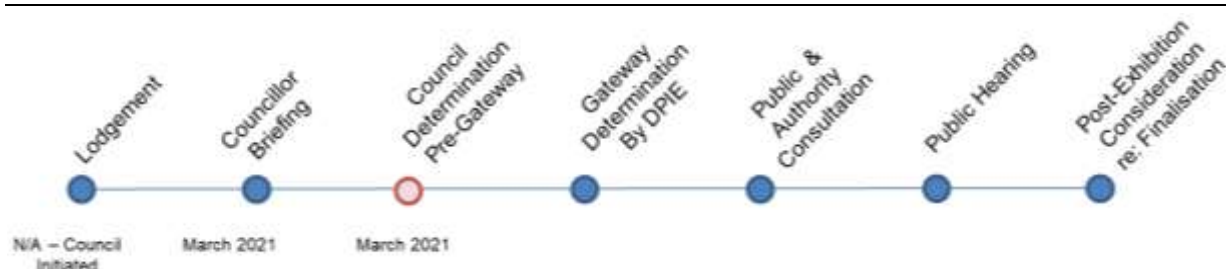 Lodgement
Councillor
Briefing
Council
Determination
Pre-Gateway
Gateway
Determination
By DPIE
Public &
Authority
Consultation
Public Hearing
Post-Exhibition
Consideration
re: Finalisation
N/A – Council
Initiated
March 2021
March 2021